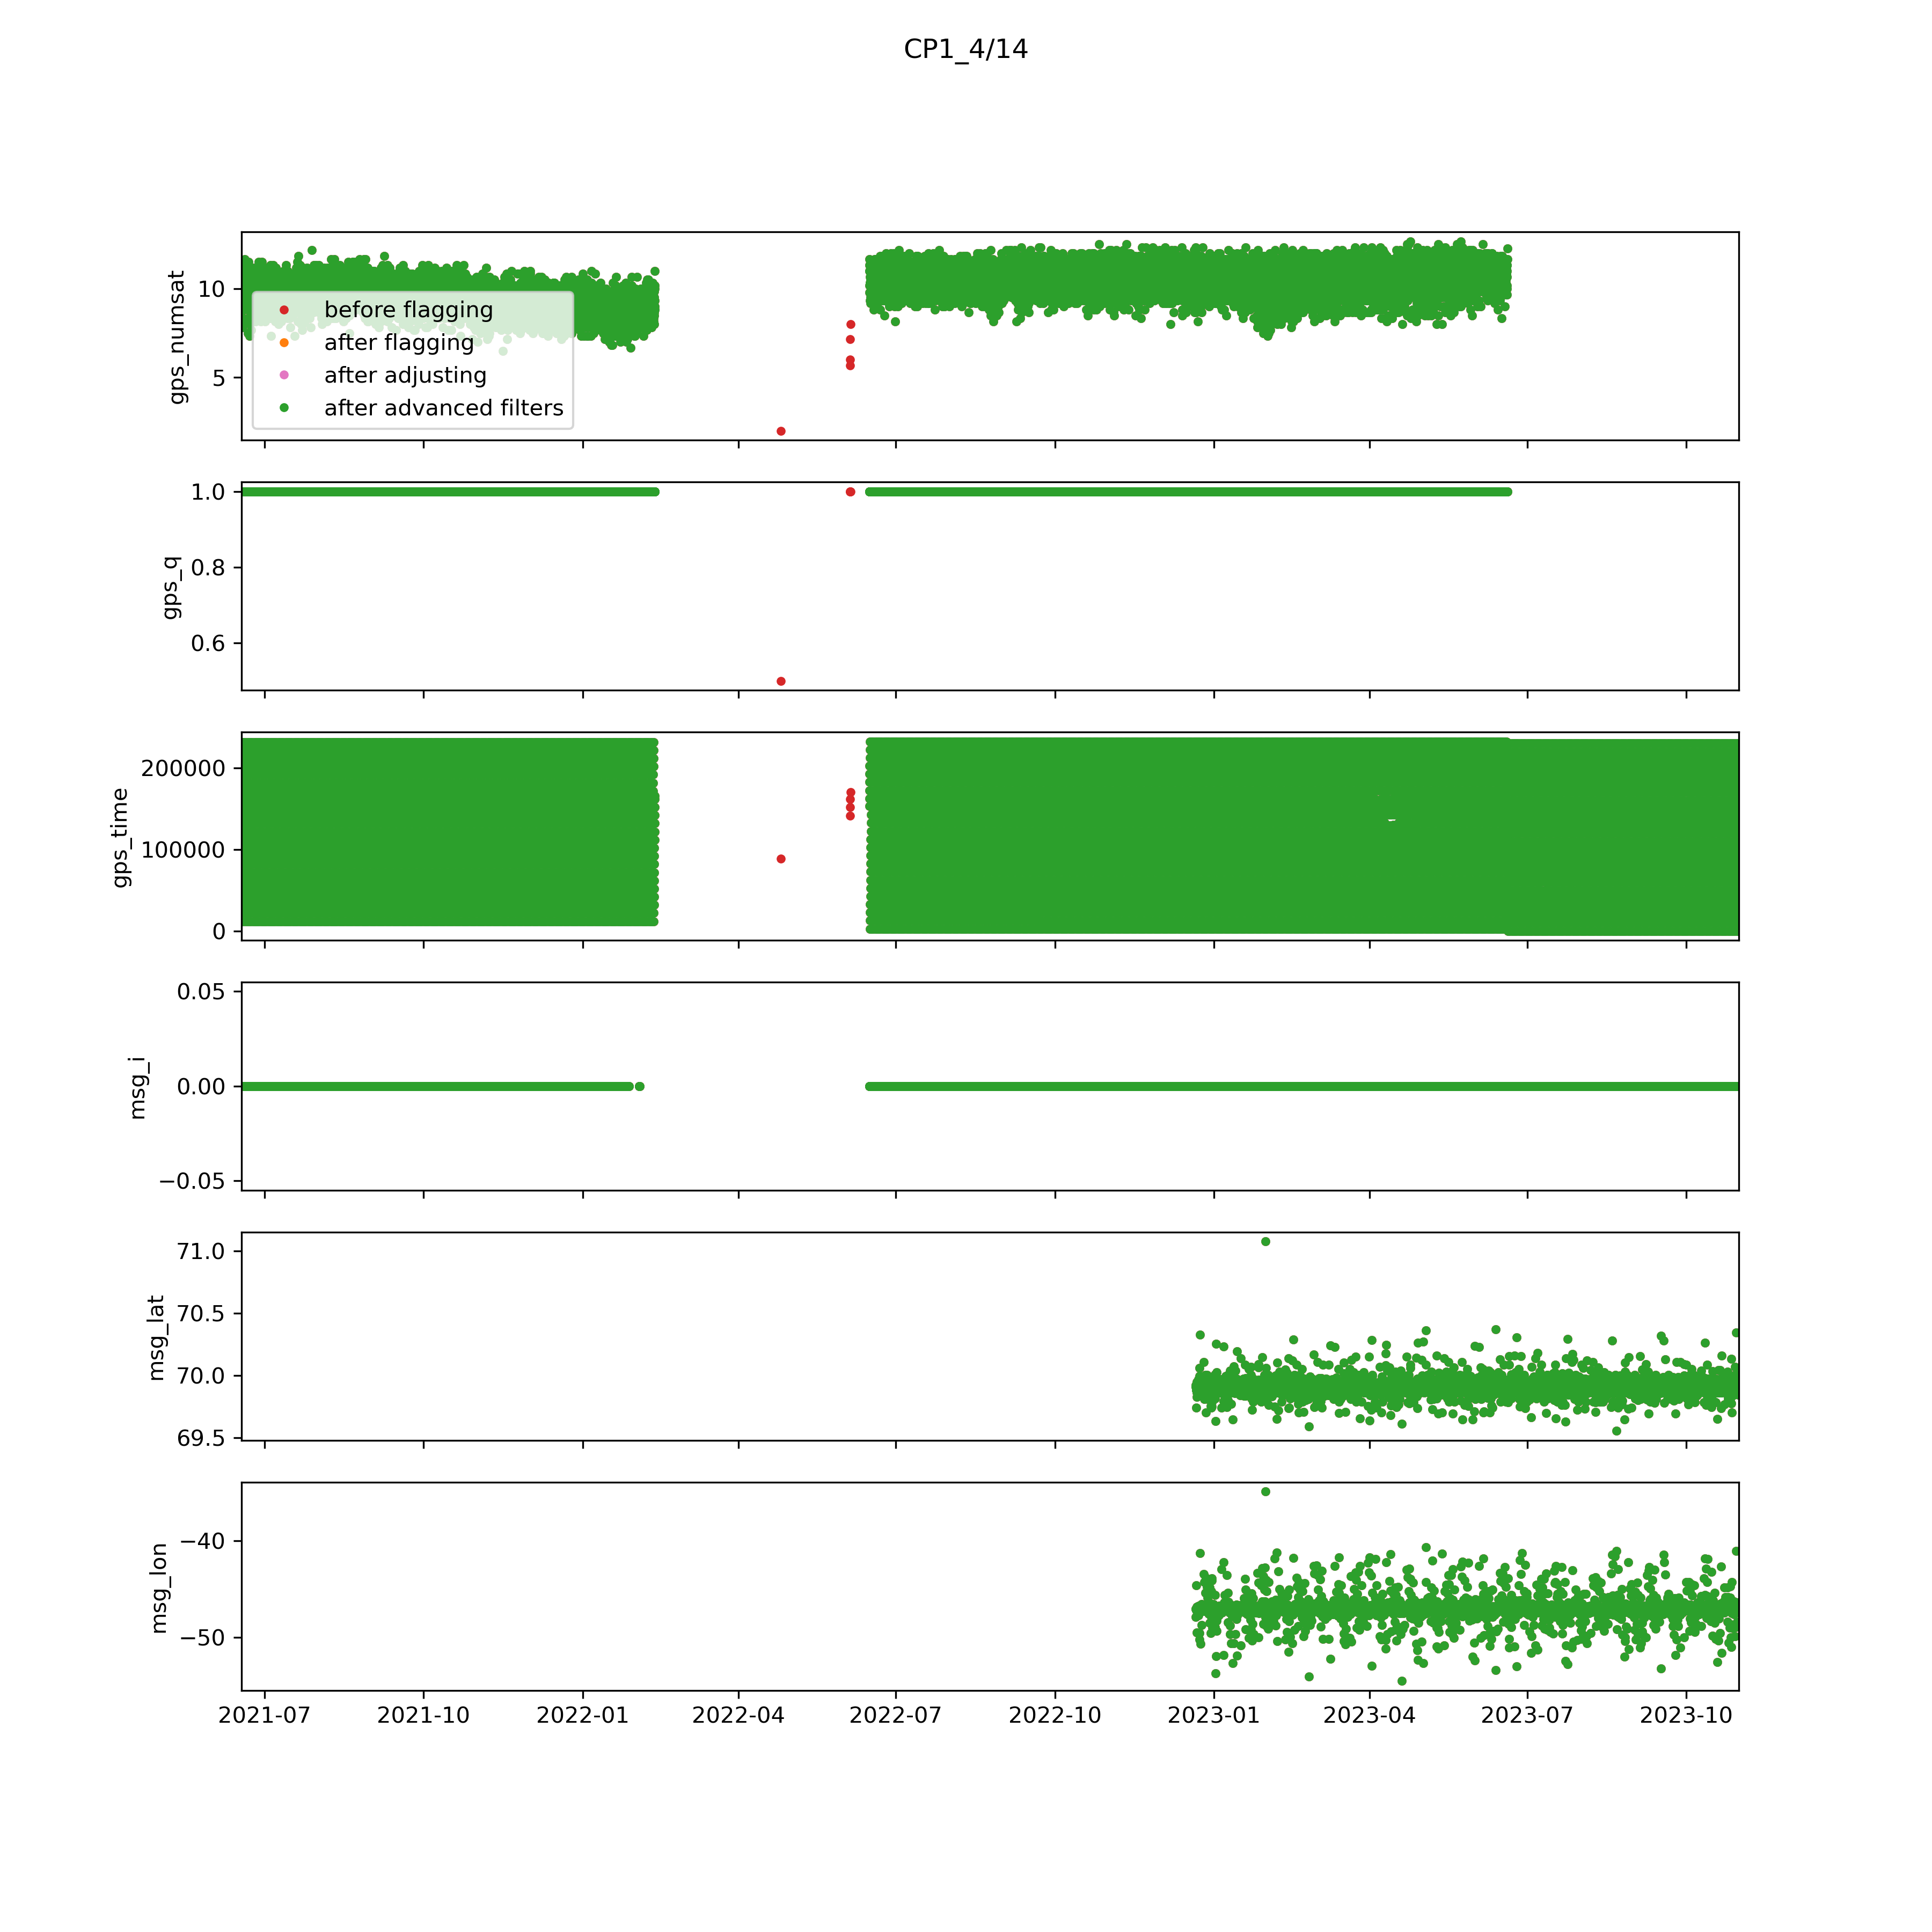 CP1_4/14
gps_numsat
10
5
before flagging
after flagging
after adjusting
after advanced filters
gps_q
1.0
0.8
0.6
gps_time
200000
100000
0
msg_i
0.05
0.00
−0.05
msg_lat
71.0
70.5
70.0
69.5
msg_lon
−40
−50
2021-07 2021-10 2022-01 2022-04 2022-07 2022-10 2023-01 2023-04 2023-07 2023-10